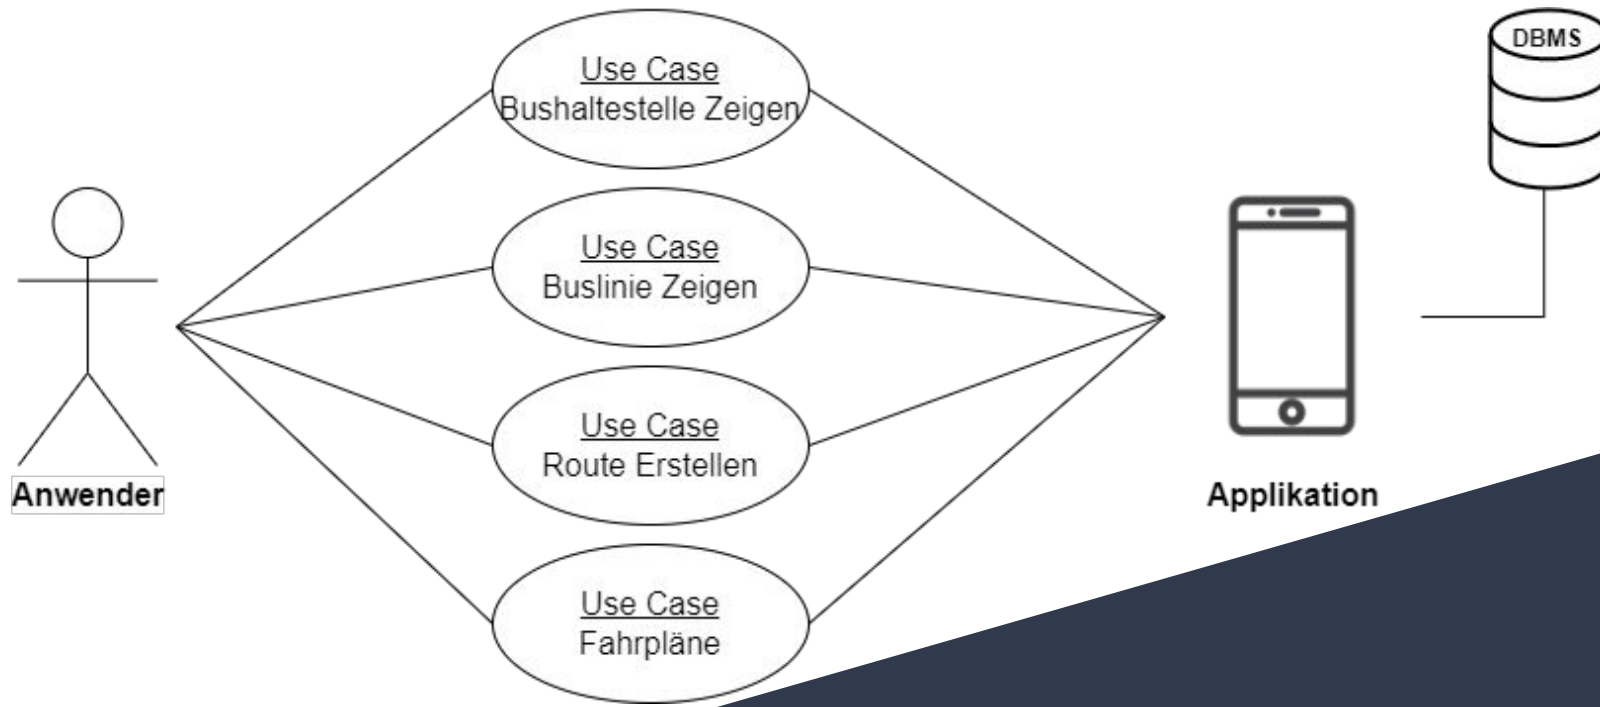 DBMS
Use Case
Bushaltestelle Zeigen
Use Case
Buslinie Zeigen
Use Case
Route Erstellen
Use Case
Fahrpläne
Anwender
Applikation